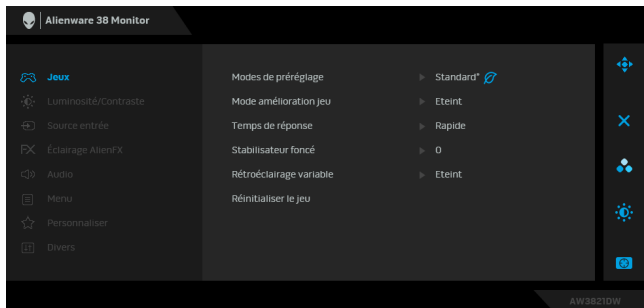 Alienware 38 Monitor
Jeux
Luminosité/Contraste
Source entrée
Éclairage AlienFX
Audio
Menu
Personnaliser
Divers
Modes de préréglage Standard*
Mode amélioration jeu Eteint
Temps de réponse Rapide
Stabilisateur foncé 0
Rétroéclairage variable Eteint
Réinitialiser le jeu
AW3821DW